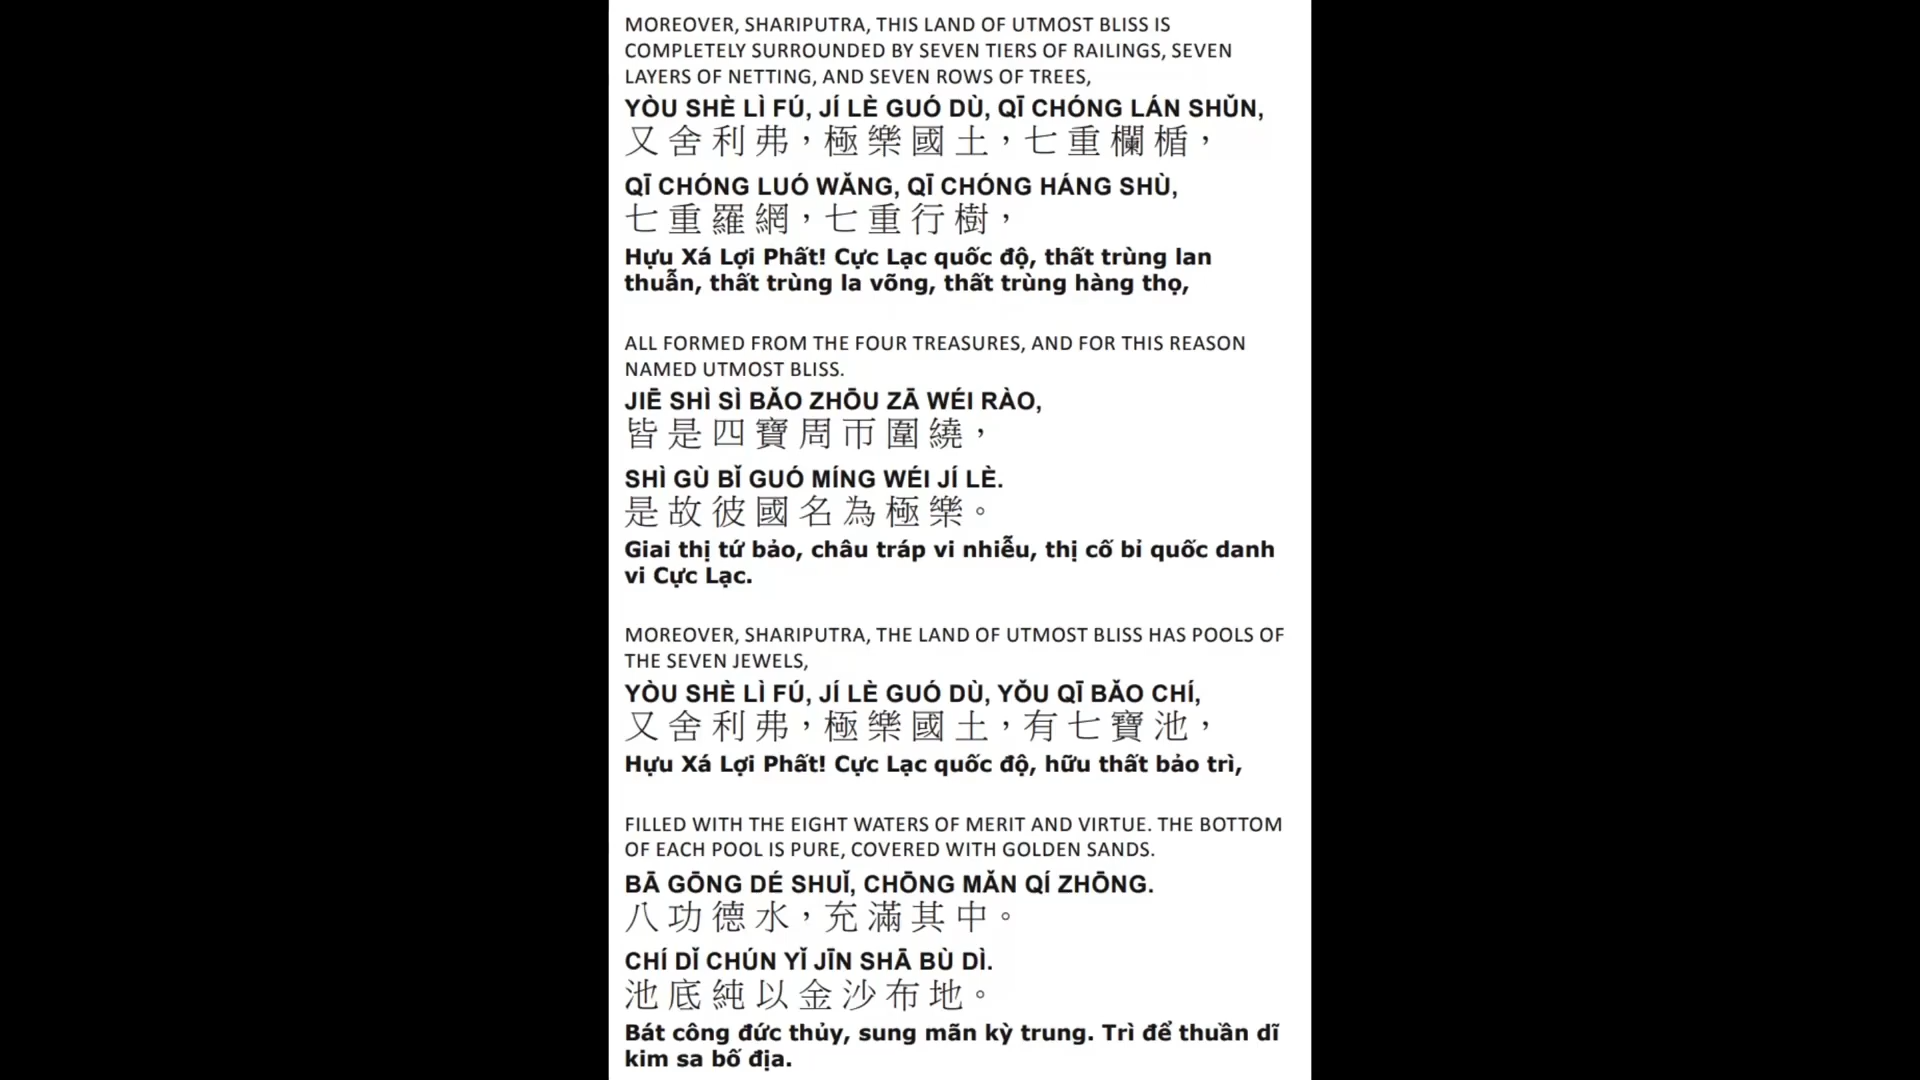 MOREOVER, SHARIPUTRA, THIS LAND OF UTMOST BLISS IS
COMPLETELY SURROUNDED BY SEVEN TIERS OF RAILINGS, SEVEN
LAYERS OF NETTING, AND SEVEN ROWS OF TREES,
YÒU SHÈ LÌ FÚ, JÍ LÈ GUÓ DÙ, QĪ CHÓNG LÁN SHǓN,
又舍利弗，極樂國土，七重欄楯，
QĪ CHÓNG LUÓ WǍNG, QĪ CHÓNG HÁNG SHÙ,
七重羅網，七重行樹，
Hựu Xá Lợi Phất! Cực Lạc quốc độ, thất trùng lan
thuẫn, thất trùng la võng, thất trùng hàng thọ,
ALL FORMED FROM THE FOUR TREASURES, AND FOR THIS REASON
NAMED UTMOST BLISS.
JIĒ SHÌ SÌ BǍO ZHŌU ZĀ WÉI RÀO,
皆是四寶周帀圍繞，
SHÌ GÙ BǏ GUÓ MÍNG WÉI JÍ LÈ.
是故彼國名為極樂。
Giai thị tứ bảo, châu tráp vi nhiễu, thị cố bỉ quốc danh
vi Cực Lạc.
MOREOVER, SHARIPUTRA, THE LAND OF UTMOST BLISS HAS POOLS OF
THE SEVEN JEWELS,
YÒU SHÈ LÌ FÚ, JÍ LÈ GUÓ DÙ, YǑU QĪ BǍO CHÍ,
又舍利弗，極樂國土，有七寶池，
Hựu Xá Lợi Phất! Cực Lạc quốc độ, hữu thất bảo trì,
FILLED WITH THE EIGHT WATERS OF MERIT AND VIRTUE. THE BOTTOM
OF EACH POOL IS PURE, COVERED WITH GOLDEN SANDS.
BĀ GŌNG DÉ SHUǏ, CHŌNG MǍN QÍ ZHŌNG.
八功德水，充滿其中。
CHÍ DǏ CHÚN YǏ JĪN SHĀ BÙ DÌ.
池底純以金沙布地。
Bát công đức thủy, sung mãn kỳ trung. Trì để thuần dĩ
kim sa bố địa.